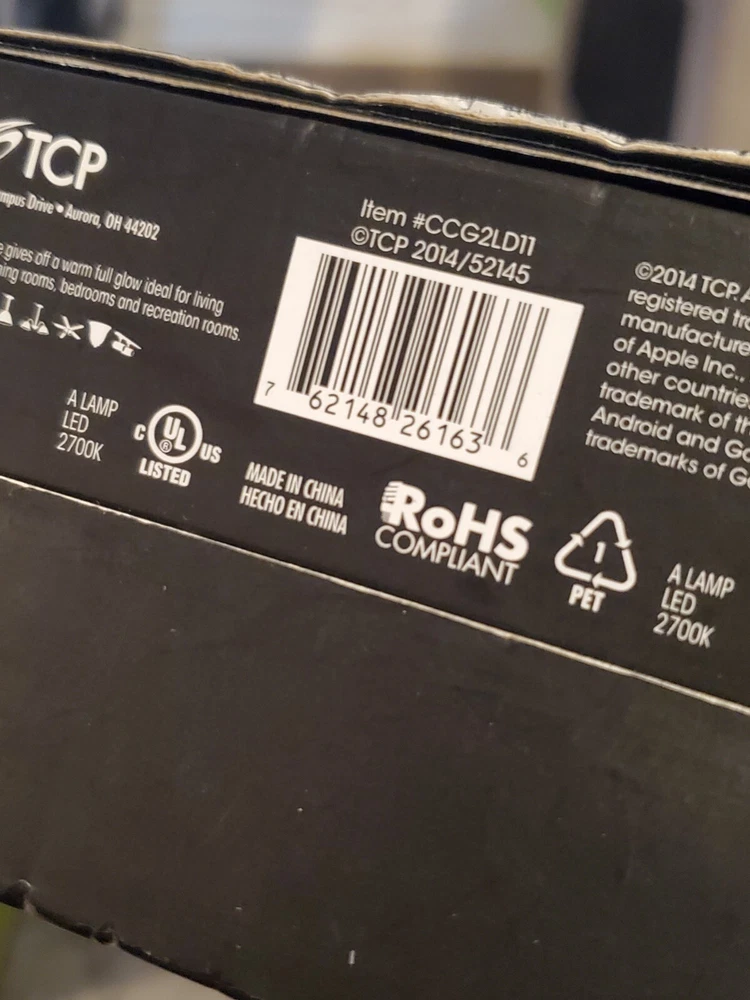 TCP
mpus Drive • Aurora, OH 44202
e gives off a warm full glow ideal for living
ing rooms, bedrooms and recreation rooms.
A LAMP
LED
2700K
C UL ® US
LISTED
MADE IN CHINA
HECHO EN CHINA
Item #CCG2LD11
©TCP 2014/52145
7 62148 26163 6
RoHS
COMPLIANT
1
PET
A LAMP
LED
2700K
©2014 TCP.
registered tr
manufacture
of Apple Inc.,
other countrie
trademark of th
Android and Go
trademarks of G